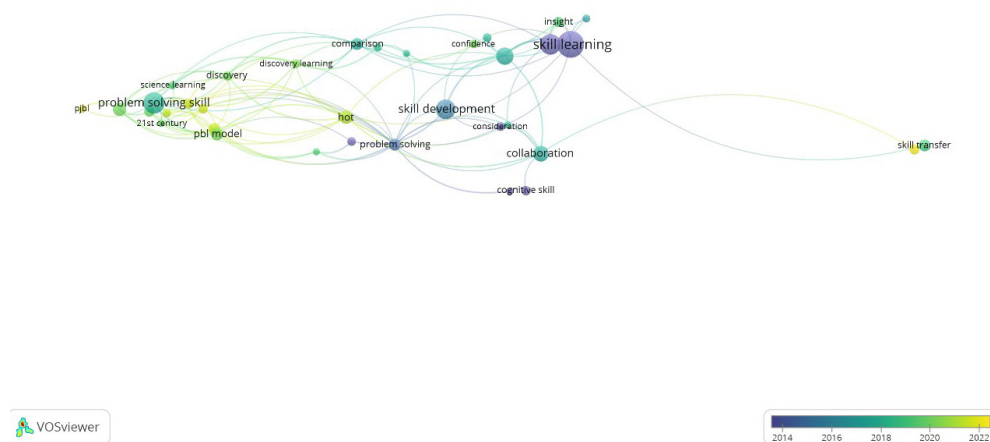 insight
skill learning
comparison
confidence
discovery learning
discovery
science learning
problem solving skill
pjbl
21st century
pbl model
hot
skill development
consideration
problem solving
collaboration
skill transfer
cognitive skill
VOSviewer
2014 2016 2018 2020 2022